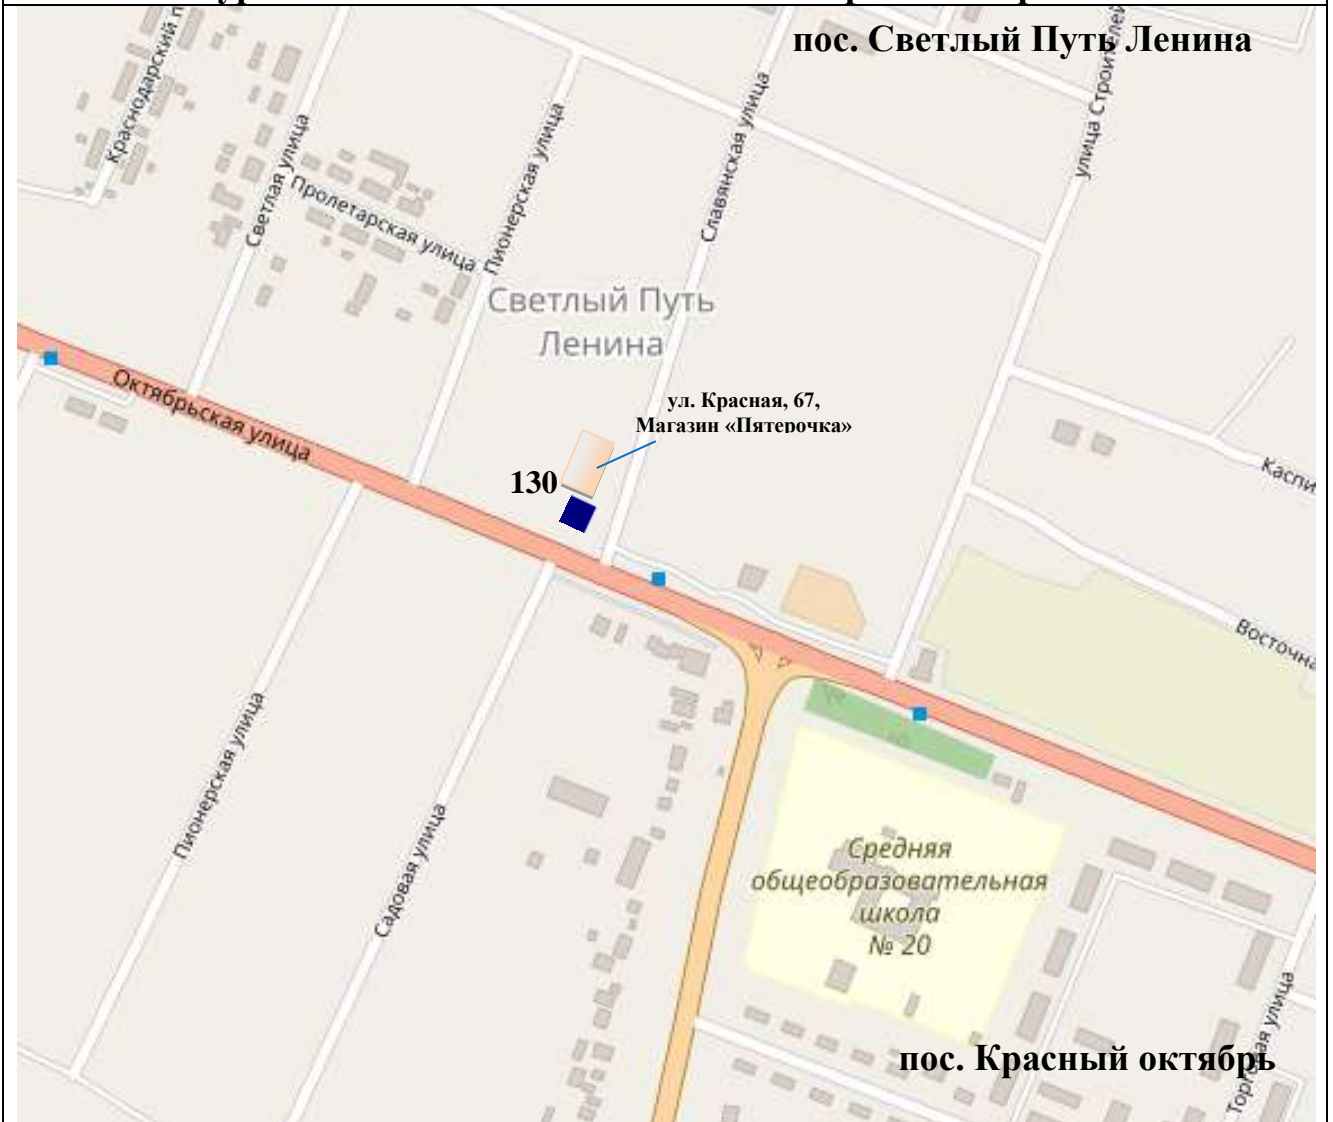 пос. Светлый Путь Ленина
Краснодарский п
Светлая улица
Пролетарская улица
Пионерская улица
Славянская улица
улица Строителей
Светлый Путь
Ленина
Октябрьская улица
ул. Красная, 67,
Магазин «Пятерочка»
130
Каспи
Восточна
Пионерская улица
Садовая улица
Средняя
общеобразовательная
школа
№ 20
пос. Красный октябрь
Торговая улица